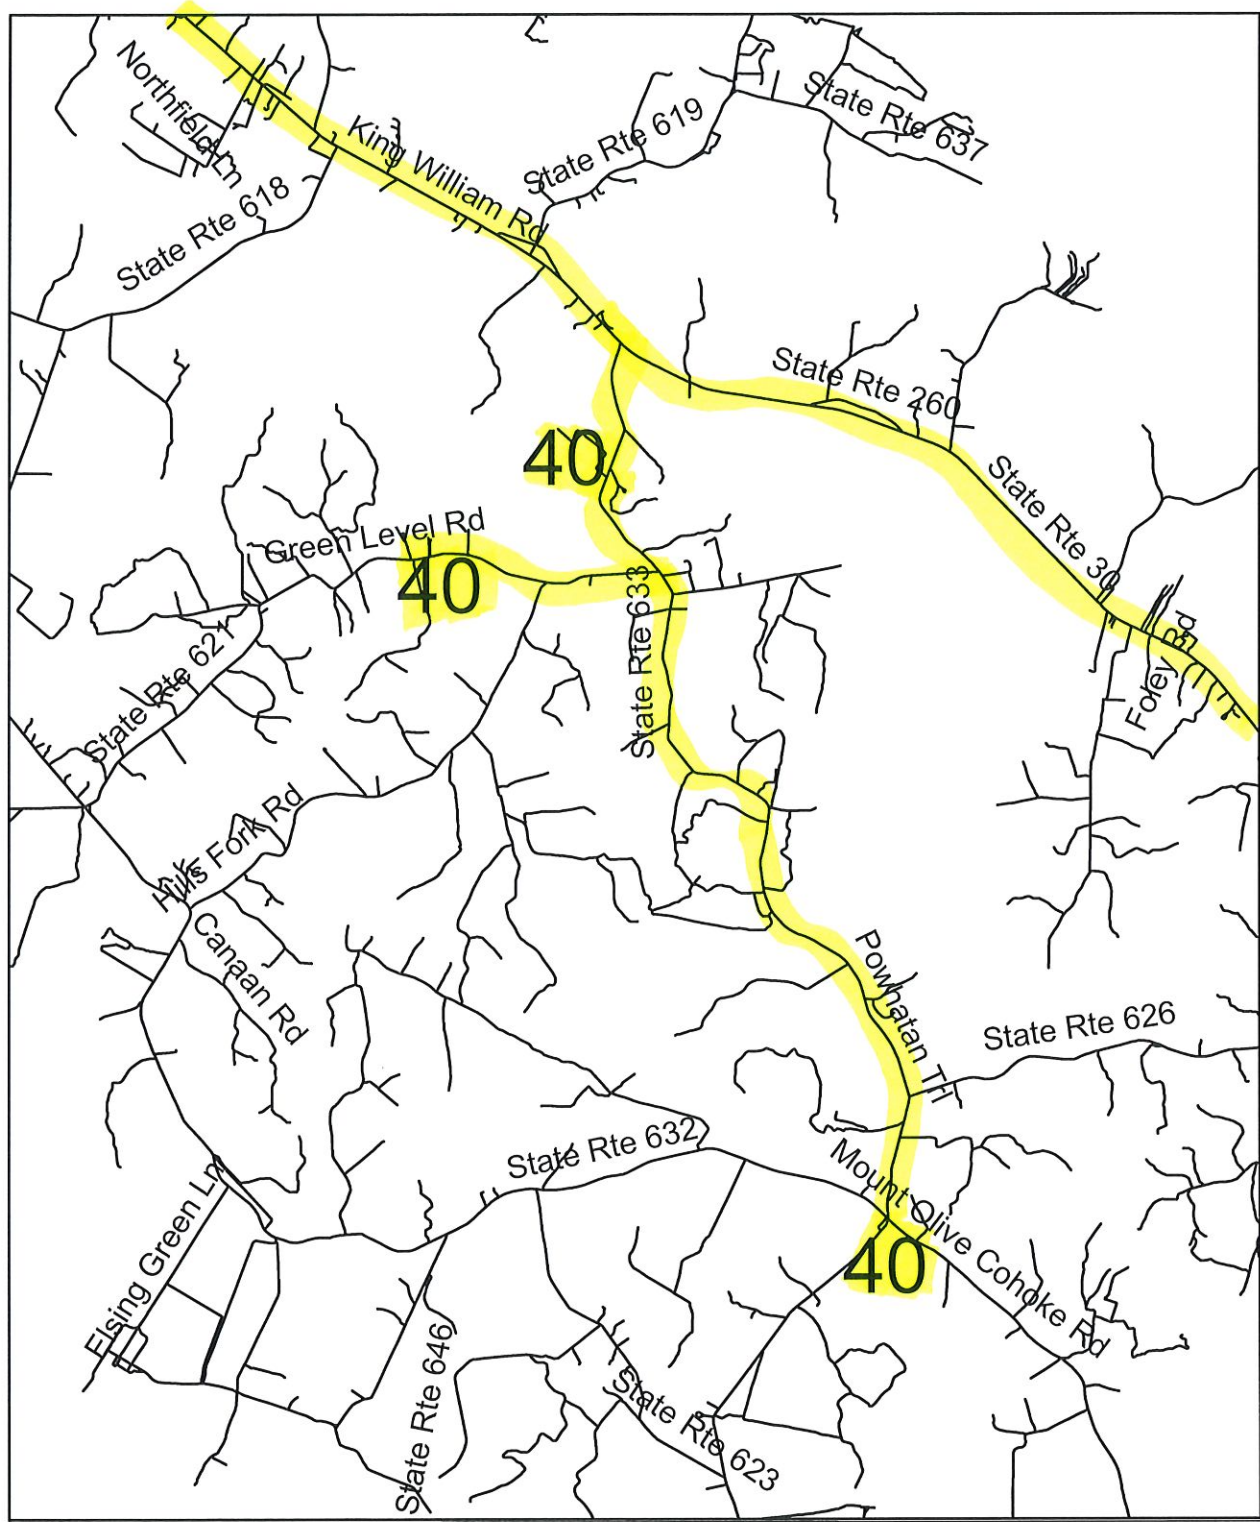 Northfield Ln
King William Rd
State Rte 619
State Rte 637
State Rte 618
State Rte 260
40
State Rte 30
Green Level Rd
40
State Rte 633
Foley Rd
State Rte 621
Hills Fork Rd
Canaan Rd
Powhatan Trl
State Rte 626
State Rte 632
Mount Olive Cohoke Rd
Elsing Green Ln
40
State Rte 646
State Rte 623